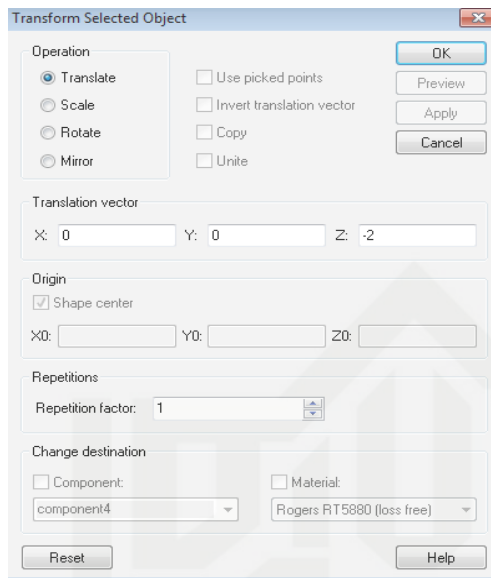 Transform Selected Object
Operation
OK
Translate
Use picked points
Preview
Scale
Invert translation vector
Apply
Rotate
Copy
Cancel
Mirror
Unite
Translation vector
X: 0 Y: 0 Z: -2
Origin
Shape center
X0: Y0: Z0:
Repetitions
Repetition factor: 1
Change destination
Component: Material:
component4 Rogers RT5880 (loss free)
Reset Help